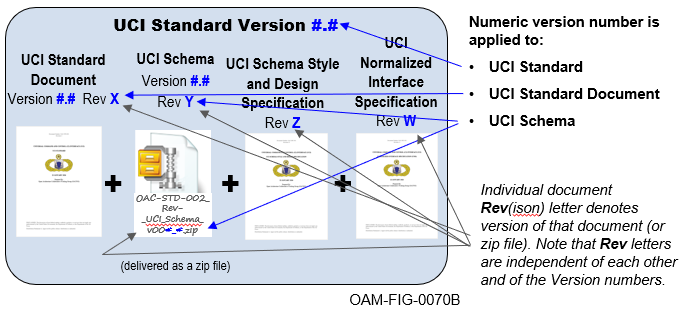 UCI Standard Version #.#
UCI Standard
Document
Version #.# Rev X
UCI Schema
Version #.#
Rev Y
UCI Schema Style
and Design
Specification
Rev Z
UCI
Normalized
Interface
Specification
Rev W
OAC-STD-002_
Rev-
_UCI_Schema_
v00#_#.zip
(delivered as a zip file)
Numeric version number is
applied to:
• UCI Standard
• UCI Standard Document
• UCI Schema
Individual document
Rev(ison) letter denotes
version of that document (or
zip file). Note that Rev letters
are independent of each other
and of the Version numbers.
OAM-FIG-0070B